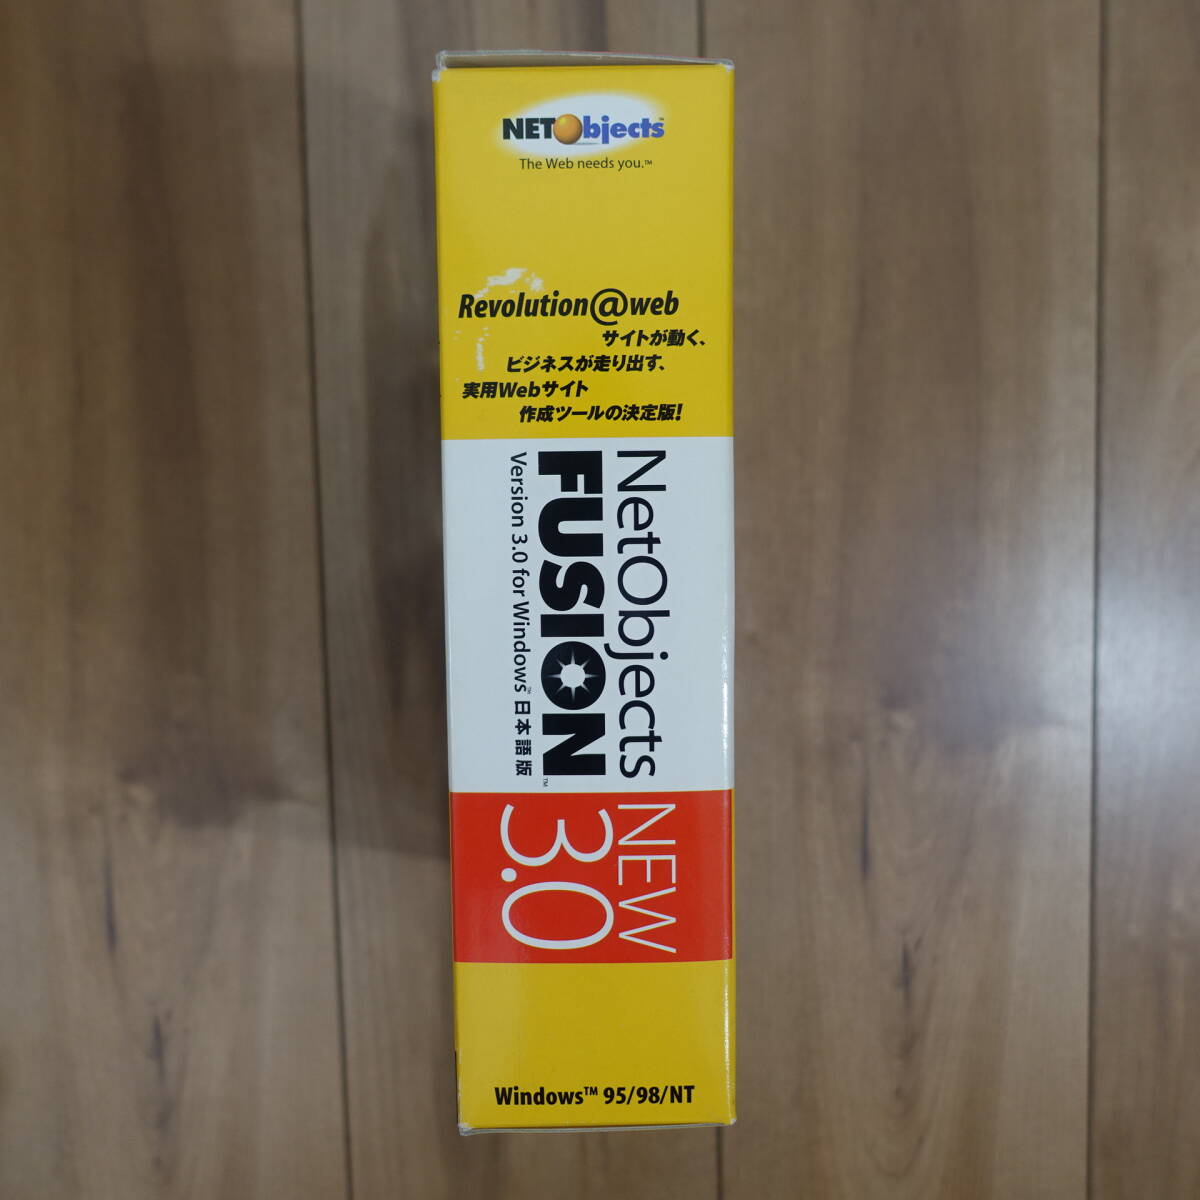 NETObjects™
The Web needs you.™
Revolution@web
サイトが動く、
ビジネスが走り出す、
実用Webサイト
作成ツールの決定版!
NetObjects
FUSION™
Version 3.0 for Windows™ 日本語版
NEW
3.0
Windows™ 95/98/NT